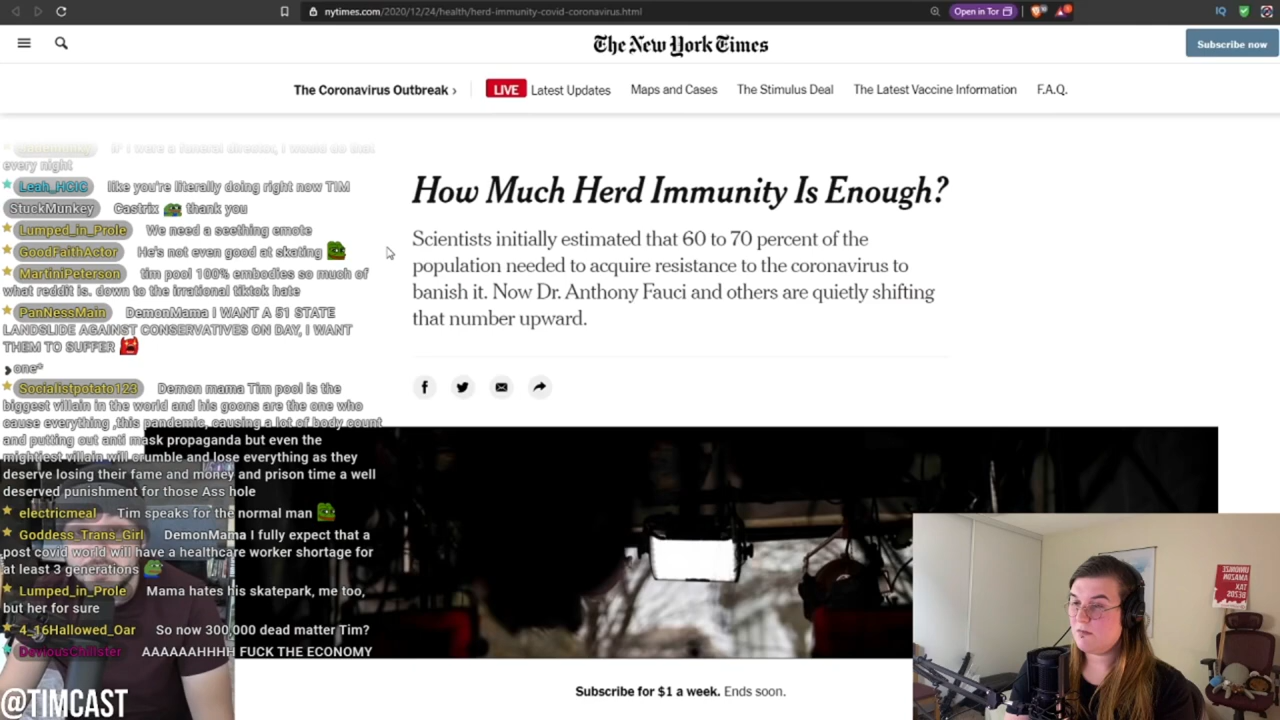 nytimes.com/2020/12/24/health/herd-immunity-covid-coronavirus.html
Open in Tor
IQ
The New York Times
Subscribe now
The Coronavirus Outbreak ›
LIVE Latest Updates
Maps and Cases
The Stimulus Deal
The Latest Vaccine Information
F.A.Q.
How Much Herd Immunity Is Enough?
Scientists initially estimated that 60 to 70 percent of the
population needed to acquire resistance to the coronavirus to
banish it. Now Dr. Anthony Fauci and others are quietly shifting
that number upward.
if I were a funeral director, I would do that
every night
Leah_HCIC like you're literally doing right now TIM
StuckMunkey Castrix thank you
Lumped_in_Prole We need a seething emote
GoodFaithActor He's not even good at skating
MartiniPeterson tim pool 100% embodies so much of
what reddit is. down to the irrational tiktok hate
PanNessMain DemonMama I WANT A 51 STATE
LANDSLIDE AGAINST CONSERVATIVES ON DAY, I WANT
THEM TO SUFFER
one*
Socialistpotato123 Demon mama Tim pool is the
biggest villain in the world and his goons are the one who
cause everything ,this pandemic, causing a lot of body count
and putting out anti mask propaganda but even the
mightiest villain will crumble and lose everything as they
deserve losing their fame and money and prison time a well
deserved punishment for those Ass hole
electricmeal Tim speaks for the normal man
Goddess_Trans_Girl DemonMama I fully expect that a
post covid world will have a healthcare worker shortage for
at least 3 generations
Lumped_in_Prole Mama hates his skatepark, me too,
but her for sure
4_16Hallowed_Oar So now 300,000 dead matter Tim?
AAAAAAHHHH FUCK THE ECONOMY
@TIMCAST
Subscribe for $1 a week. Ends soon.